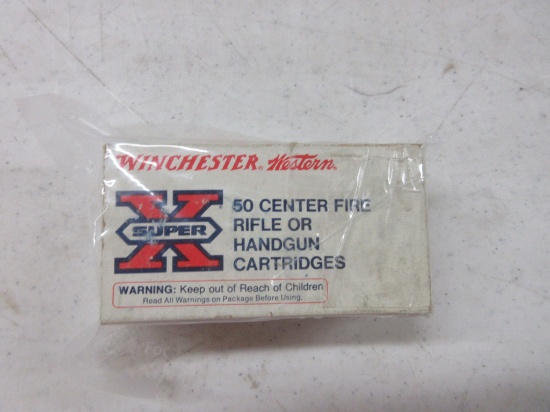 WINCHESTER® Western®
X
SUPER
50 CENTER FIRE
RIFLE OR
HANDGUN
CARTRIDGES
WARNING: Keep out of Reach of Children
Read All Warnings on Package Before Using.